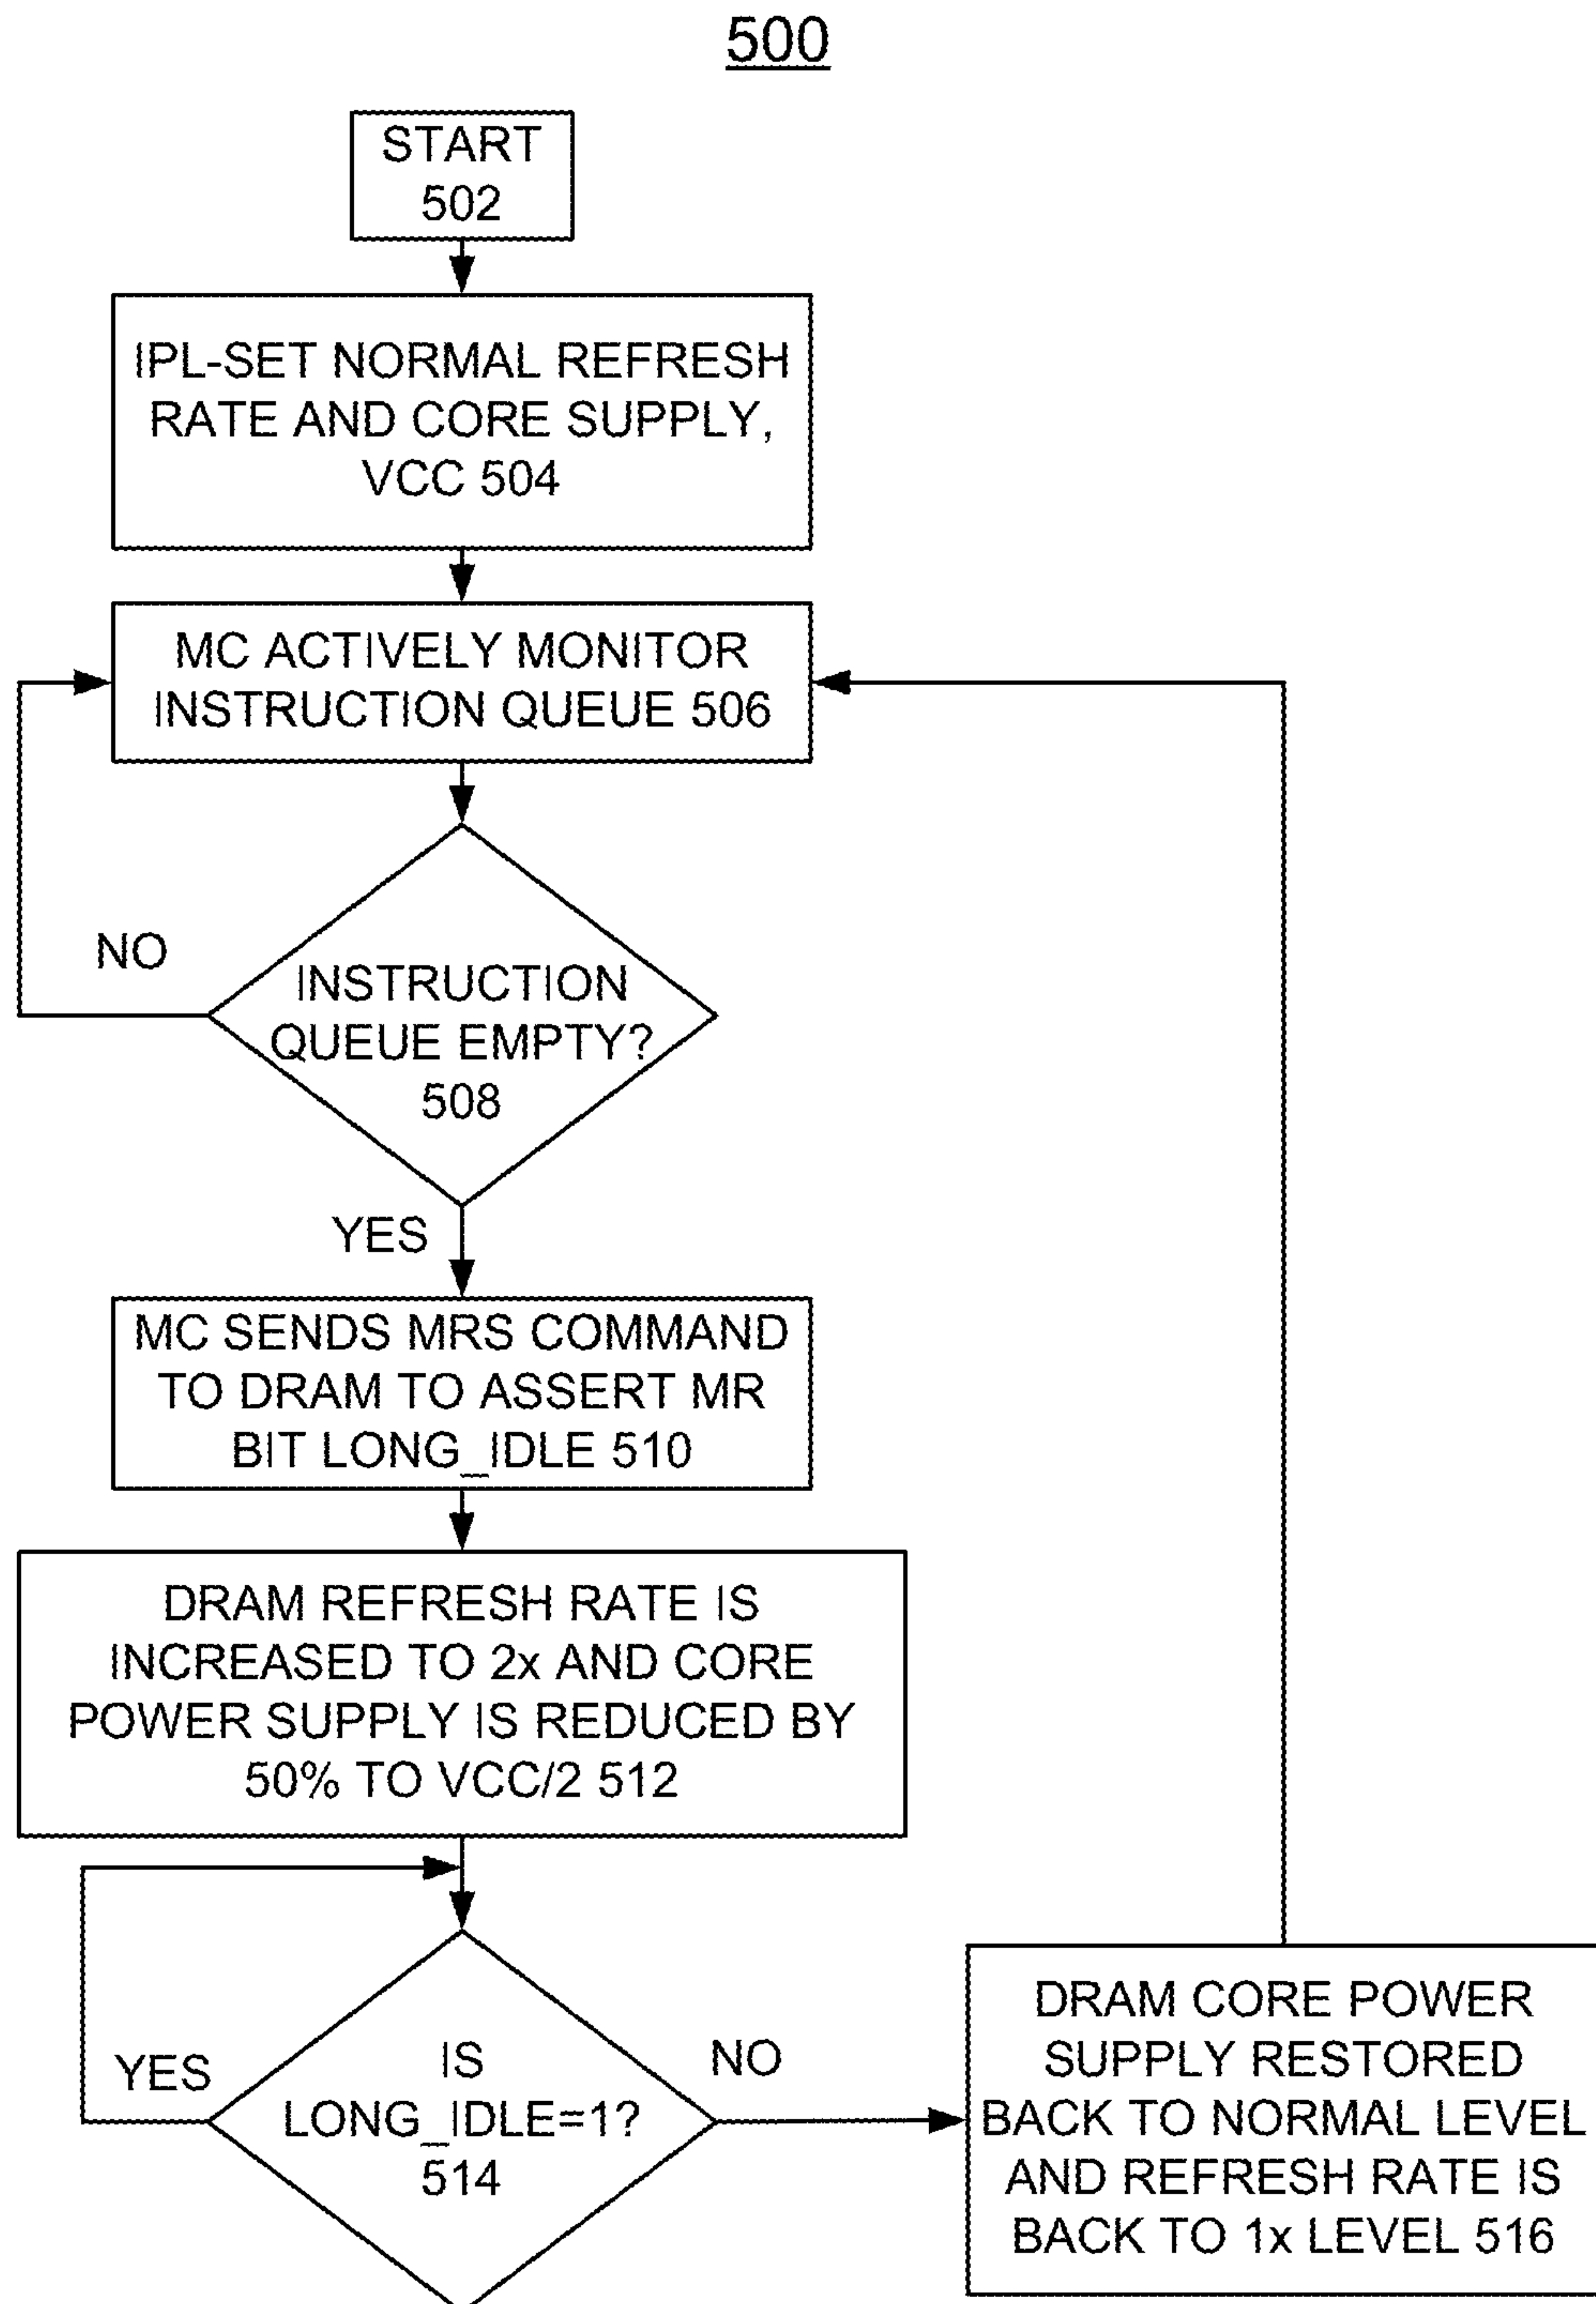 500
START
502
IPL-SET NORMAL REFRESH
RATE AND CORE SUPPLY,
VCC 504
MC ACTIVELY MONITOR
INSTRUCTION QUEUE 506
NO
INSTRUCTION
QUEUE EMPTY?
508
YES
MC SENDS MRS COMMAND
TO DRAM TO ASSERT MR
BIT LONG_IDLE 510
DRAM REFRESH RATE IS
INCREASED TO 2x AND CORE
POWER SUPPLY IS REDUCED BY
50% TO VCC/2 512
YES
IS
LONG_IDLE=1?
514
NO
DRAM CORE POWER
SUPPLY RESTORED
BACK TO NORMAL LEVEL
AND REFRESH RATE IS
BACK TO 1x LEVEL 516